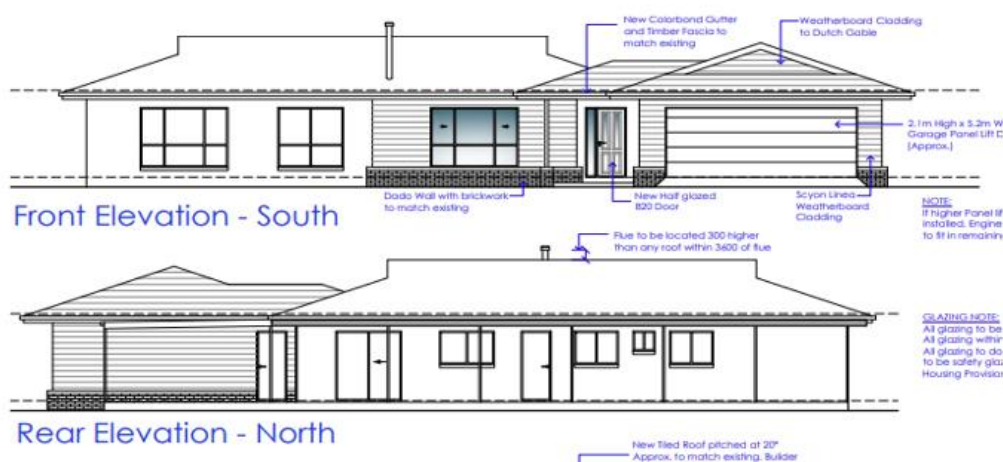 New Colorbond Gutter
and Timber Fascia to
match existing
Weatherboard Cladding
to Dutch Gable
2.1m High x 5.2m W
Garage Panel Lift D
(Approx.)
Dado Wall with brickwork
to match existing
New Half glazed
820 Door
Scyon Linea
Weatherboard
Cladding
Front Elevation - South
NOTE:
If higher Panel lif
installed, Engine
to fit in remaining
Flue to be located 300 higher
than any roof within 3600 of flue
GLAZING NOTE:
All glazing to be
All glazing within
All glazing to do
to be safety glaz
Housing Provision
Rear Elevation - North
New Tiled Roof pitched at 20°
Approx. to match existing. Builder